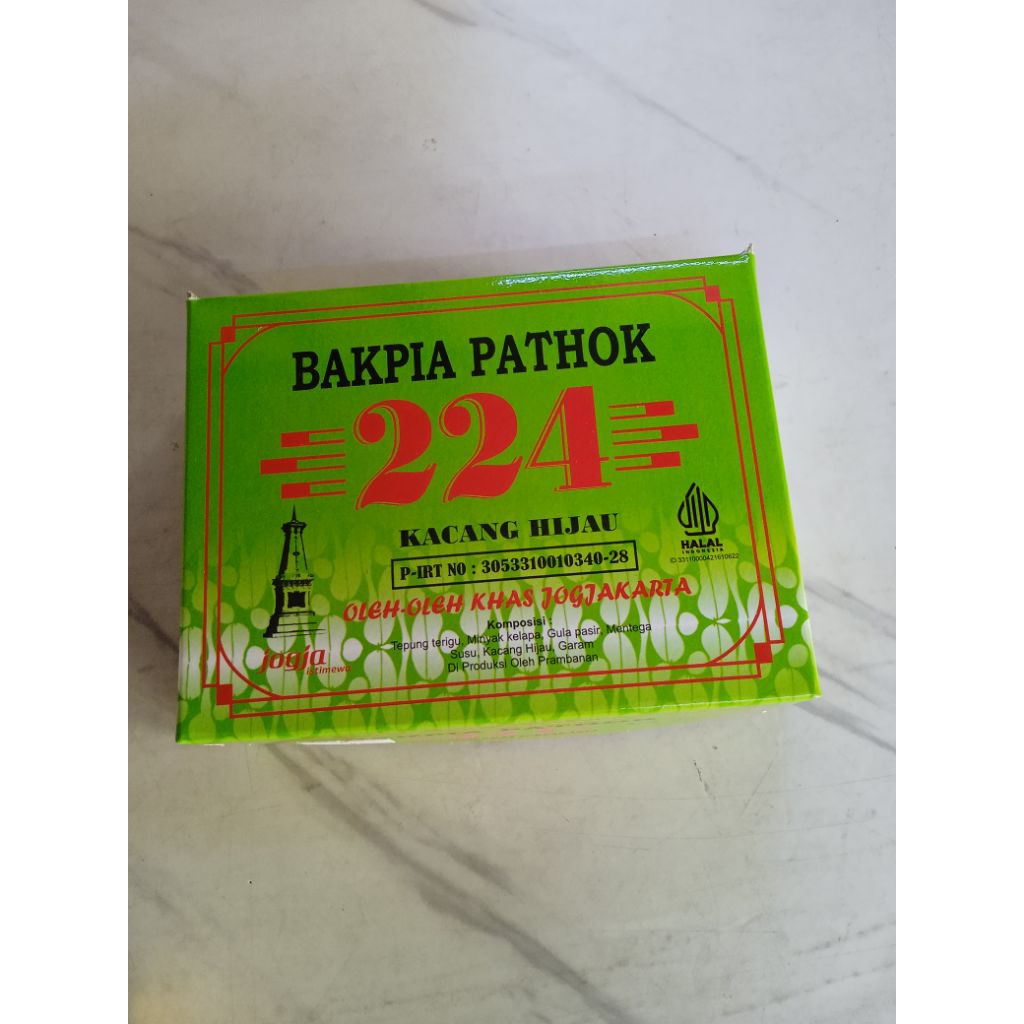 BAKPIA PATHOK
224
KACANG HIJAU
P-IRT NO : 3053310010340-28
OLEH-OLEH KHAS JOGJAKARTA
Komposisi :
Tepung terigu, Minyak kelapa, Gula pasir, Mentega
Susu, Kacang Hijau, Garam
Di Produksi Oleh Prambanan
jogja
istimewa
HALAL
INDONESIA